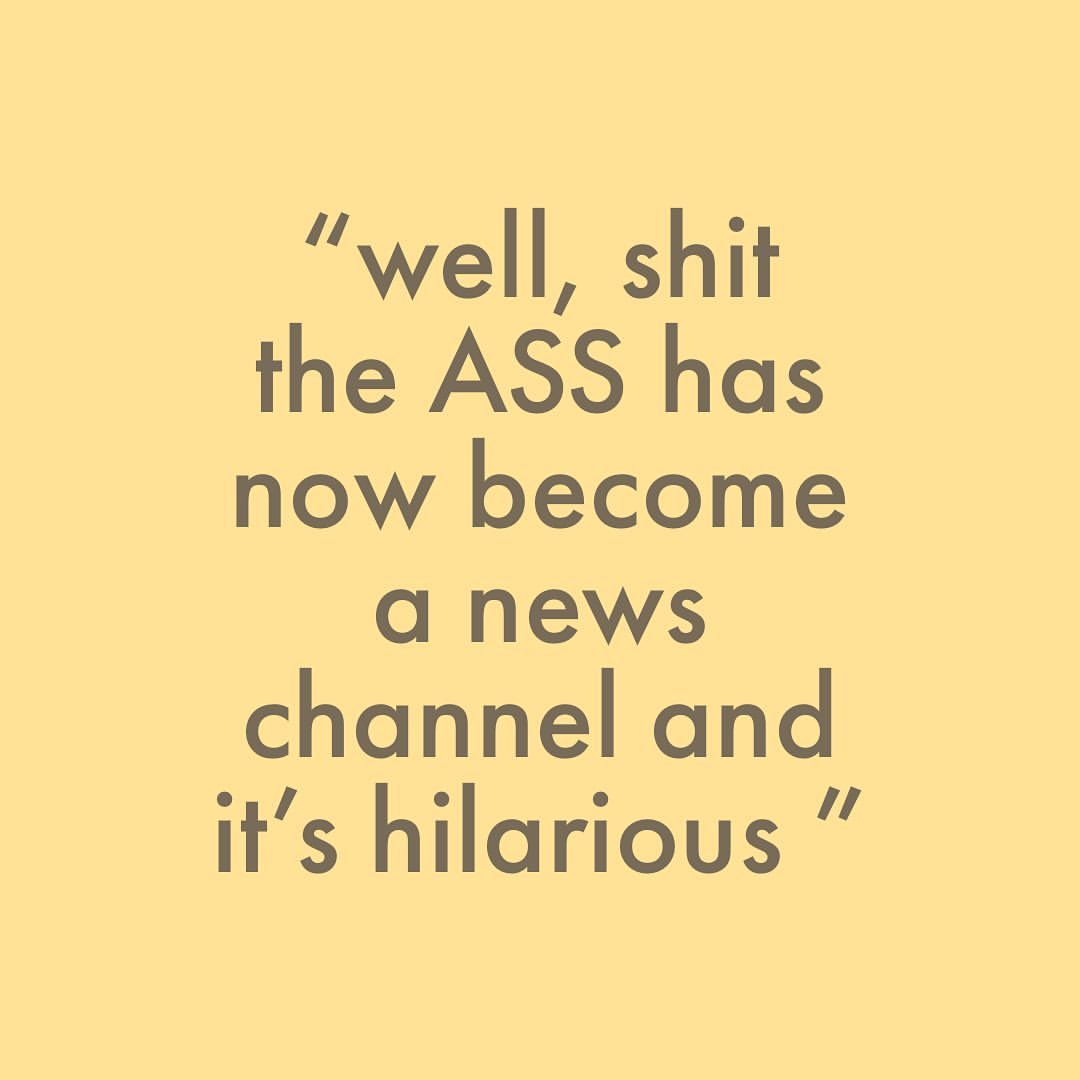 “well, shit
the ASS has
now become
a news
channel and
it’s hilarious ”